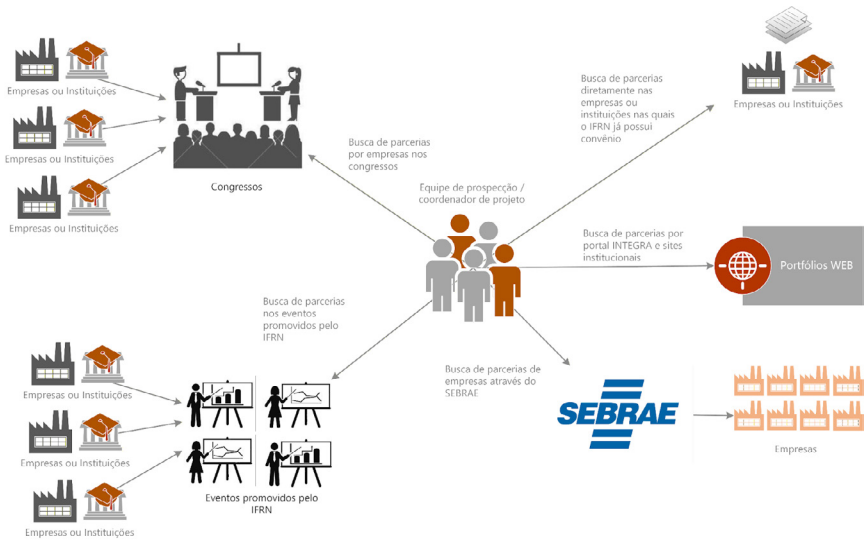 Empresas ou Instituições
Empresas ou Instituições
Empresas ou Instituições
Congressos
Busca de parcerias
por empresas nos
congressos
Equipe de prospecção /
coordenador de projeto
Busca de parcerias
diretamente nas
empresas ou
instituições nas quais
o IFRN já possui
convênio
Empresas ou Instituições
Busca de parcerias por
portal INTEGRA e sites
institucionais
Portfólios WEB
Busca de parcerias
nos eventos
promovidos pelo
IFRN
Busca de parcerias de
empresas através do
SEBRAE
SEBRAE
Empresas
Empresas ou Instituições
Empresas ou Instituições
Empresas ou Instituições
Eventos promovidos pelo
IFRN